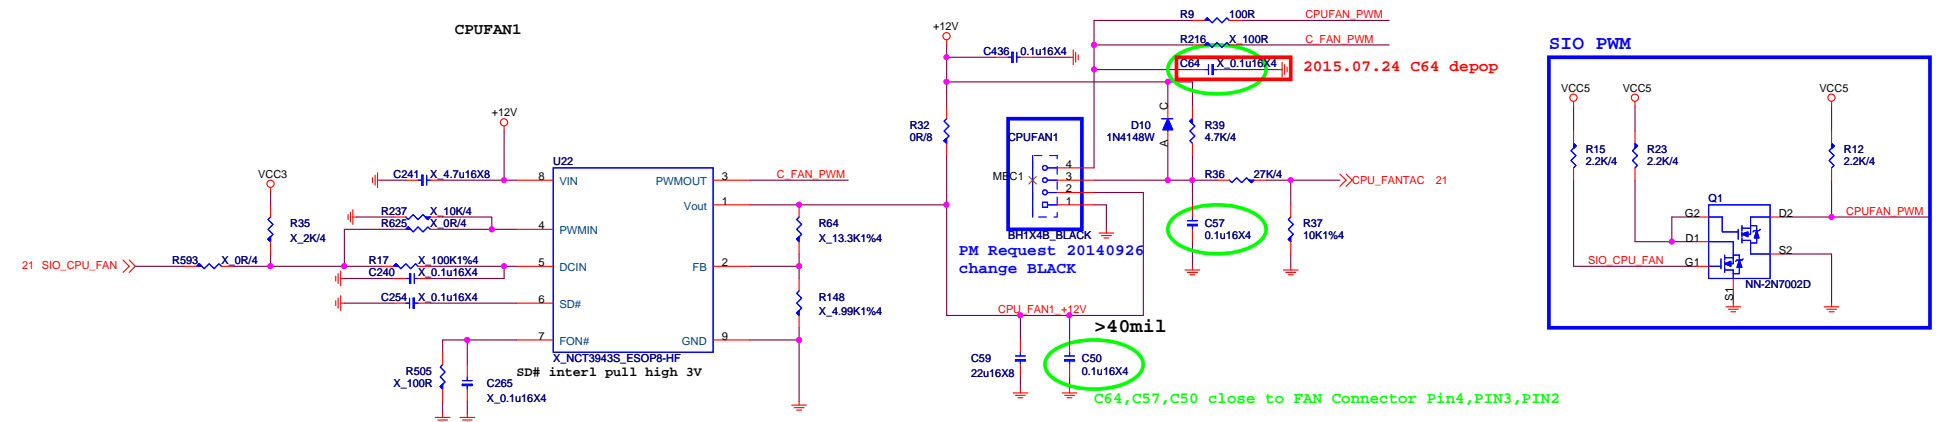 CPUFAN1
+12V
C436 0.1u16X4
R9 100R CPUFAN_PWM
R216 X_100R C_FAN_PWM
C64 X_0.1u16X4
2015.07.24 C64 depop
R32
0R/8
CPUFAN1
MEC1
4
3
2
1
BH1X4B_BLACK
PM Request 20140926
change BLACK
D10
1N4148W
C
A
R39
4.7K/4
R36 27K/4
CPU_FANTAC 21
C57
0.1u16X4
R37
10K1%4
+12V
U22
C241 X_4.7u16X8
8 VIN
PWMOUT 3
C_FAN_PWM
Vout 1
VCC3
R35
X_2K/4
R237 X_10K/4
R625 X_0R/4
4 PWMIN
R64
X_13.3K1%4
21 SIO_CPU_FAN
R593 X_0R/4
R17 X_100K1%4
C240 X_0.1u16X4
5 DCIN
FB 2
C254 X_0.1u16X4
6 SD#
R148
X_4.99K1%4
7 FON#
GND 9
X_NCT3943S_ESOP8-HF
SD# interl pull high 3V
R505
X_100R
C265
X_0.1u16X4
CPU_FAN1_+12V
>40mil
C59
22u16X8
C50
0.1u16X4
C64,C57,C50 close to FAN Connector Pin4,PIN3,PIN2
SIO PWM
VCC5
VCC5
VCC5
R15
2.2K/4
R23
2.2K/4
R12
2.2K/4
Q1
G2
D2
CPUFAN_PWM
D1
S2
SIO_CPU_FAN
G1
S1
NN-2N7002D